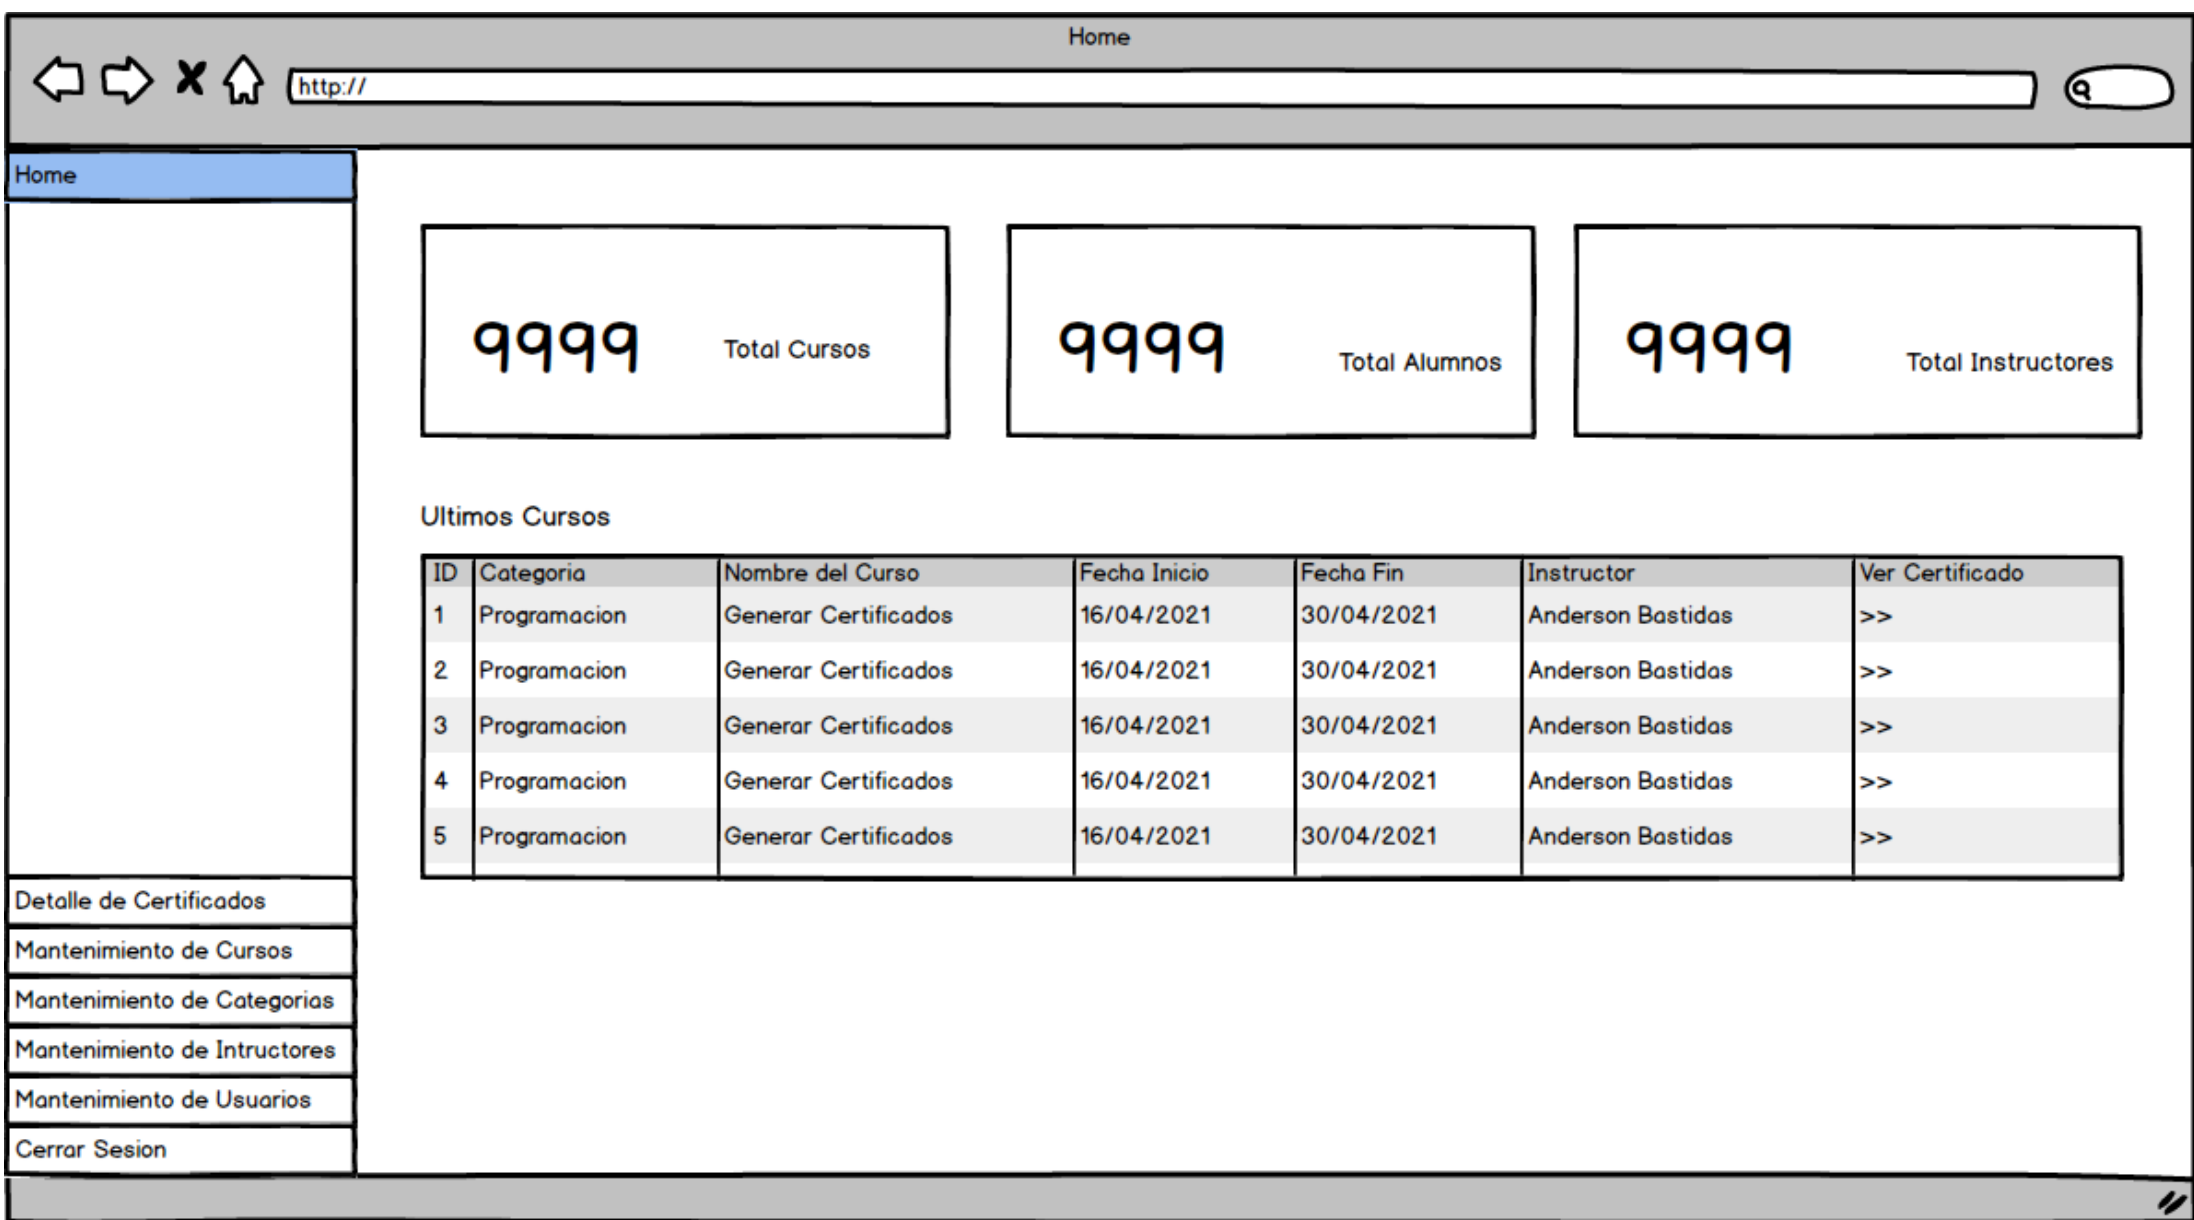 Home
http://
Home
9999 Total Cursos
9999 Total Alumnos
9999 Total Instructores
Ultimos Cursos
ID Categoria Nombre del Curso Fecha Inicio Fecha Fin Instructor Ver Certificado
1 Programacion Generar Certificados 16/04/2021 30/04/2021 Anderson Bastidas >>
2 Programacion Generar Certificados 16/04/2021 30/04/2021 Anderson Bastidas >>
3 Programacion Generar Certificados 16/04/2021 30/04/2021 Anderson Bastidas >>
4 Programacion Generar Certificados 16/04/2021 30/04/2021 Anderson Bastidas >>
5 Programacion Generar Certificados 16/04/2021 30/04/2021 Anderson Bastidas >>
Detalle de Certificados
Mantenimiento de Cursos
Mantenimiento de Categorias
Mantenimiento de Intructores
Mantenimiento de Usuarios
Cerrar Sesion